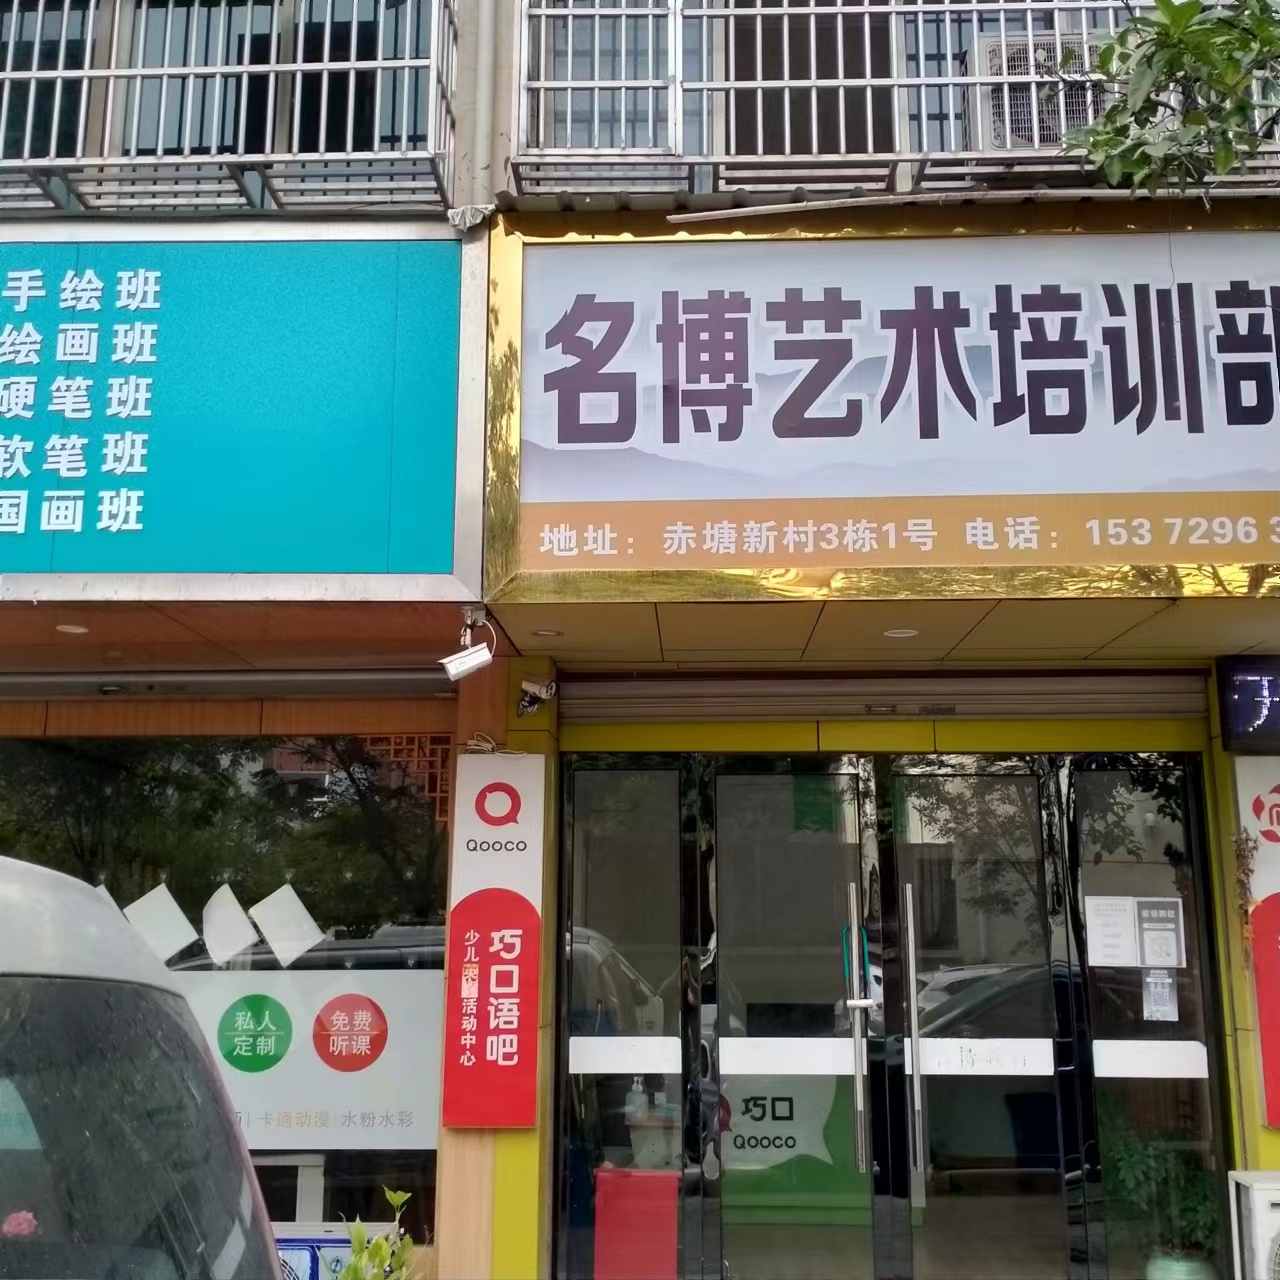 手绘班
绘画班
硬笔班
软笔班
国画班
名博艺术培训部
地址：赤塘新村3栋1号 电话：153 7296 3
Qooco
巧口语吧
少儿英语活动中心
私人
定制
免费
听课
卡通动漫 水粉水彩
巧口
Qooco